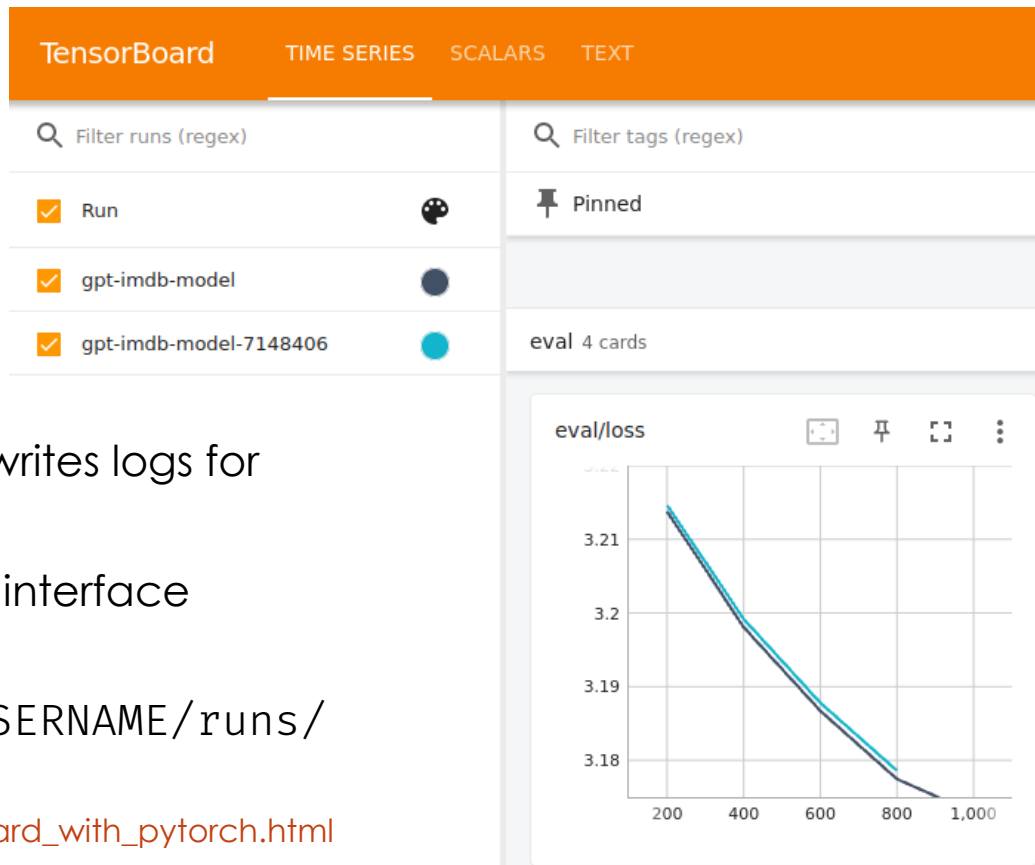 TensorBoard TIME SERIES SCALARS TEXT
Filter runs (regex)
Run
gpt-imdb-model
gpt-imdb-model-7148406
Filter tags (regex)
Pinned
eval 4 cards
eval/loss
3.22
3.21
3.2
3.19
3.18
200 400 600 800 1,000
writes logs for
interface
SERNAME/runs/
ard_with_pytorch.html